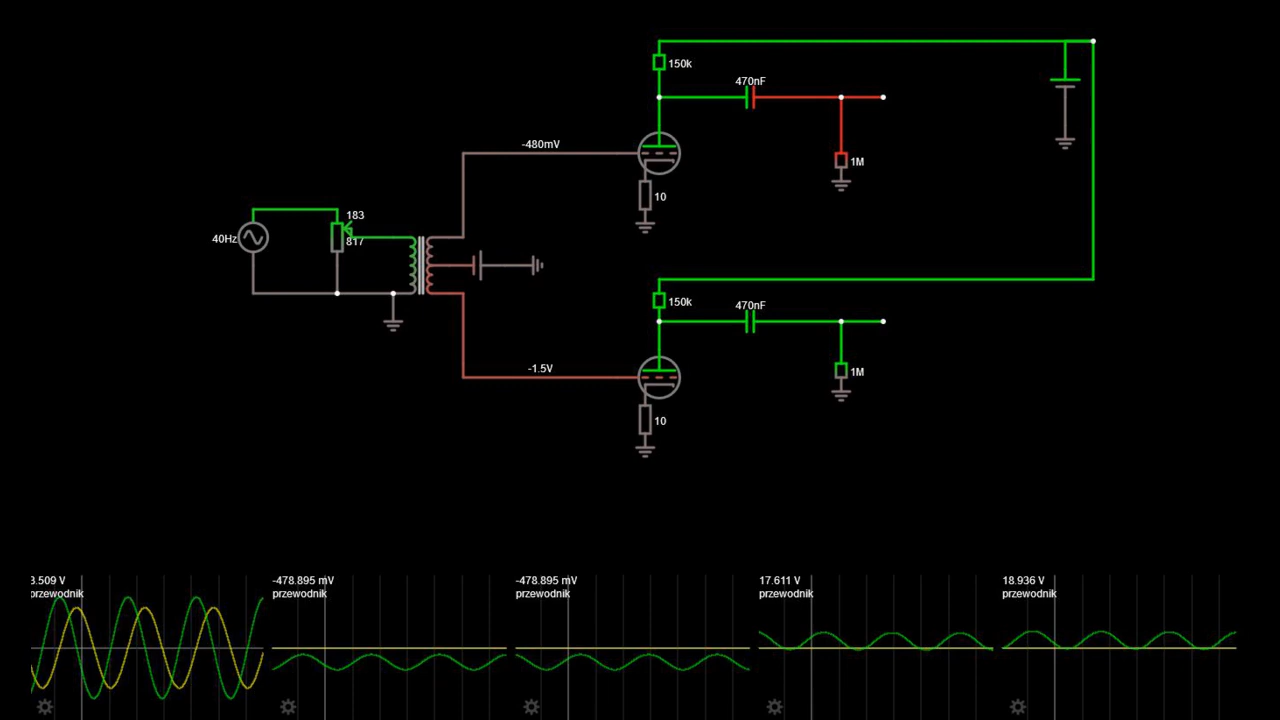 150k
470nF
-480mV
1M
10
183
40Hz
817
150k
470nF
-1.5V
1M
10
3.509 V
przewodnik
-478.895 mV
przewodnik
-478.895 mV
przewodnik
17.611 V
przewodnik
18.936 V
przewodnik